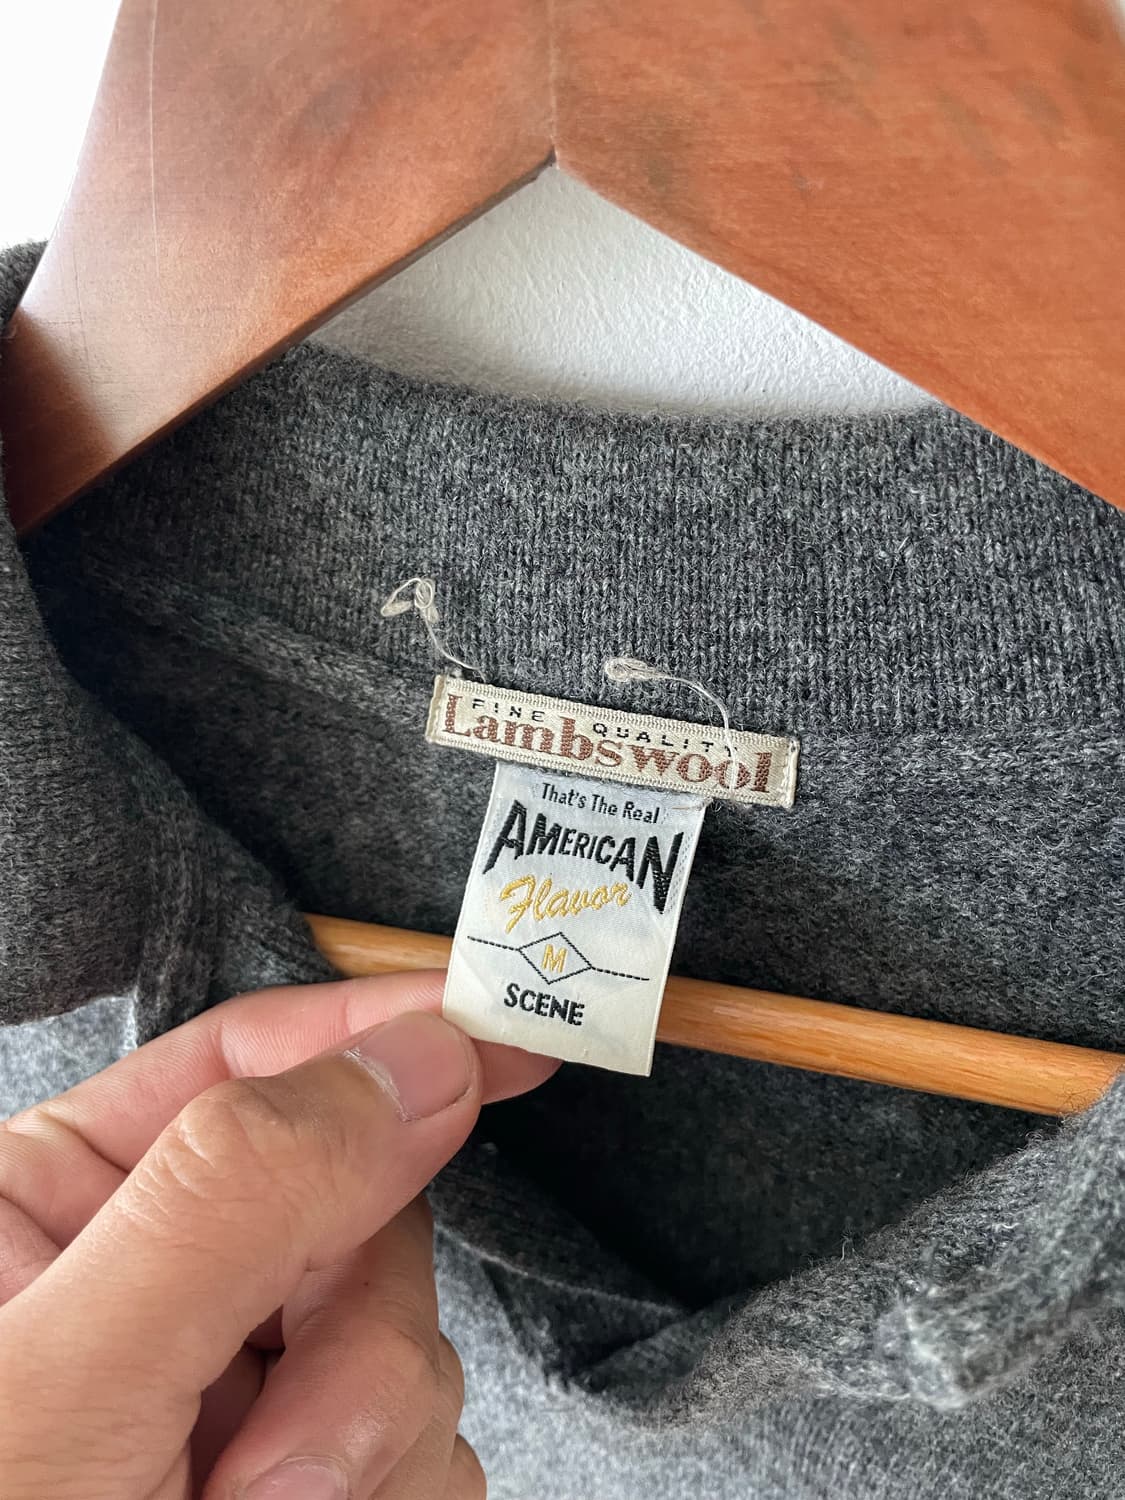 FINE QUALITY
Lambswool
That's The Real
AMERICAN
Flavor
M
SCENE